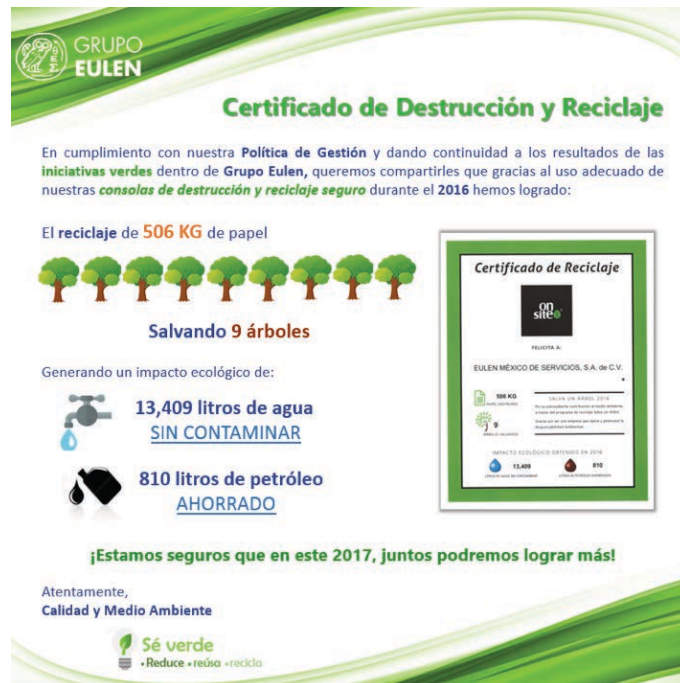 GRUPO
EULEN
Certificado de Destrucción y Reciclaje
En cumplimiento con nuestra Política de Gestión y dando continuidad a los resultados de las
iniciativas verdes dentro de Grupo Eulen, queremos compartirles que gracias al uso adecuado de
nuestras consolas de destrucción y reciclaje seguro durante el 2016 hemos logrado:
El reciclaje de 506 KG de papel
Salvando 9 árboles
Generando un impacto ecológico de:
13,409 litros de agua
SIN CONTAMINAR
810 litros de petróleo
AHORRADO
Certificado de Reciclaje
on
site
FELICITA A:
EULEN MÉXICO DE SERVICIOS, S.A. de C.V.
506 KG
SALVA UN ÁRBOL 2016
9
IMPACTO ECOLÓGICO OBTENIDO EN 2016
13,409
810
¡Estamos seguros que en este 2017, juntos podremos lograr más!
Atentamente,
Calidad y Medio Ambiente
Sé verde
• Reduce • reúsa • recicla